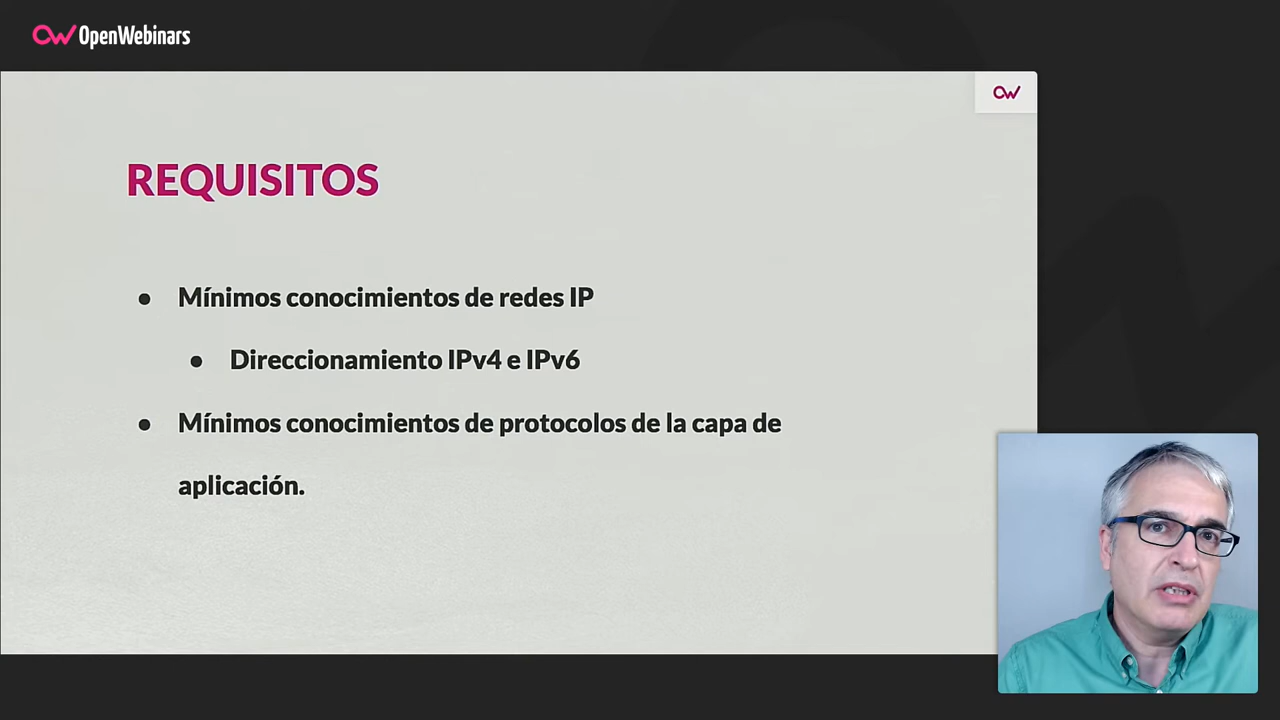 OpenWebinars
REQUISITOS
● Mínimos conocimientos de redes IP
● Direccionamiento IPv4 e IPv6
● Mínimos conocimientos de protocolos de la capa de
aplicación.